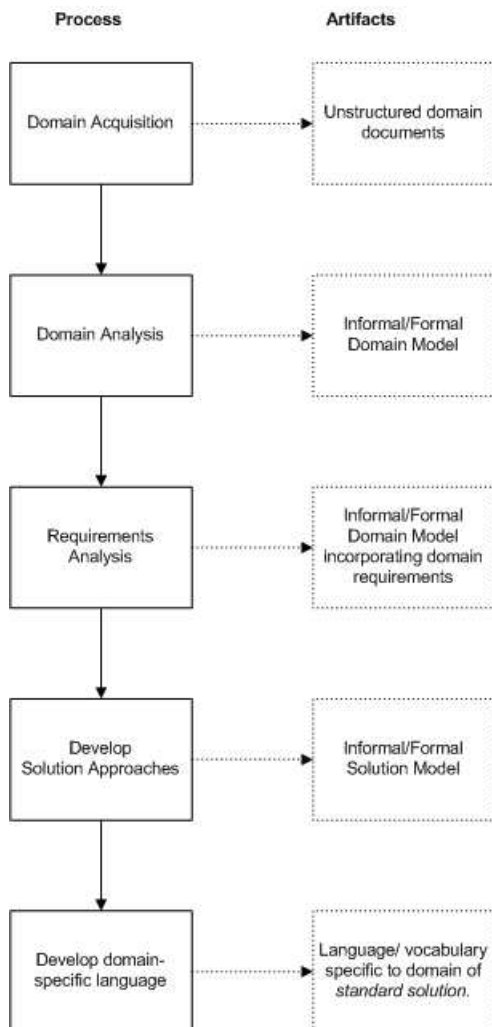 Process
Artifacts
Domain Acquisition
Unstructured domain
documents
Domain Analysis
Informal/Formal
Domain Model
Requirements
Analysis
Informal/Formal
Domain Model
incorporating domain
requirements
Develop
Solution Approaches
Informal/Formal
Solution Model
Develop domain-
specific language
Language/ vocabulary
specific to domain of
standard solution.